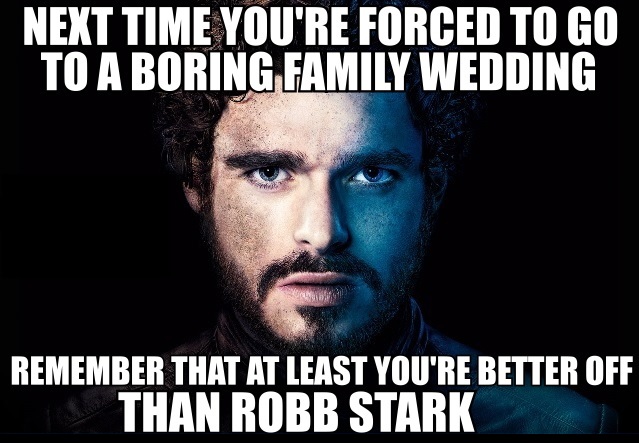 NEXT TIME YOU'RE FORCED TO GO
TO A BORING FAMILY WEDDING
REMEMBER THAT AT LEAST YOU'RE BETTER OFF
THAN ROBB STARK